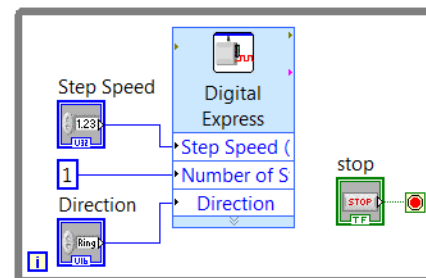 Step Speed
1.23
U32
1
Direction
Ring
U16
Digital
Express
Step Speed (
Number of S
Direction
stop
STOP
TF
i